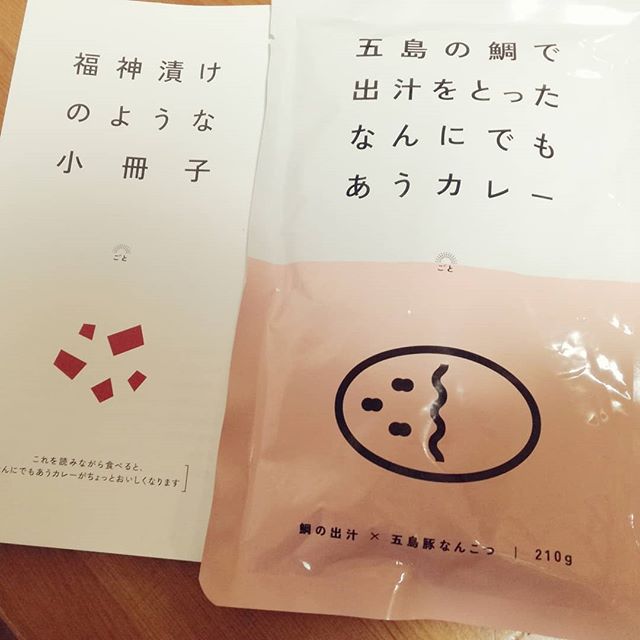 福神漬け
のような
小冊子
ごと
これを読みながら食べると、
んにでもあうカレーがちょっとおいしくなります
五島の鯛で
出汁をとった
なんにでも
あうカレー
ごと
鯛の出汁 × 五島豚なんこつ | 210g